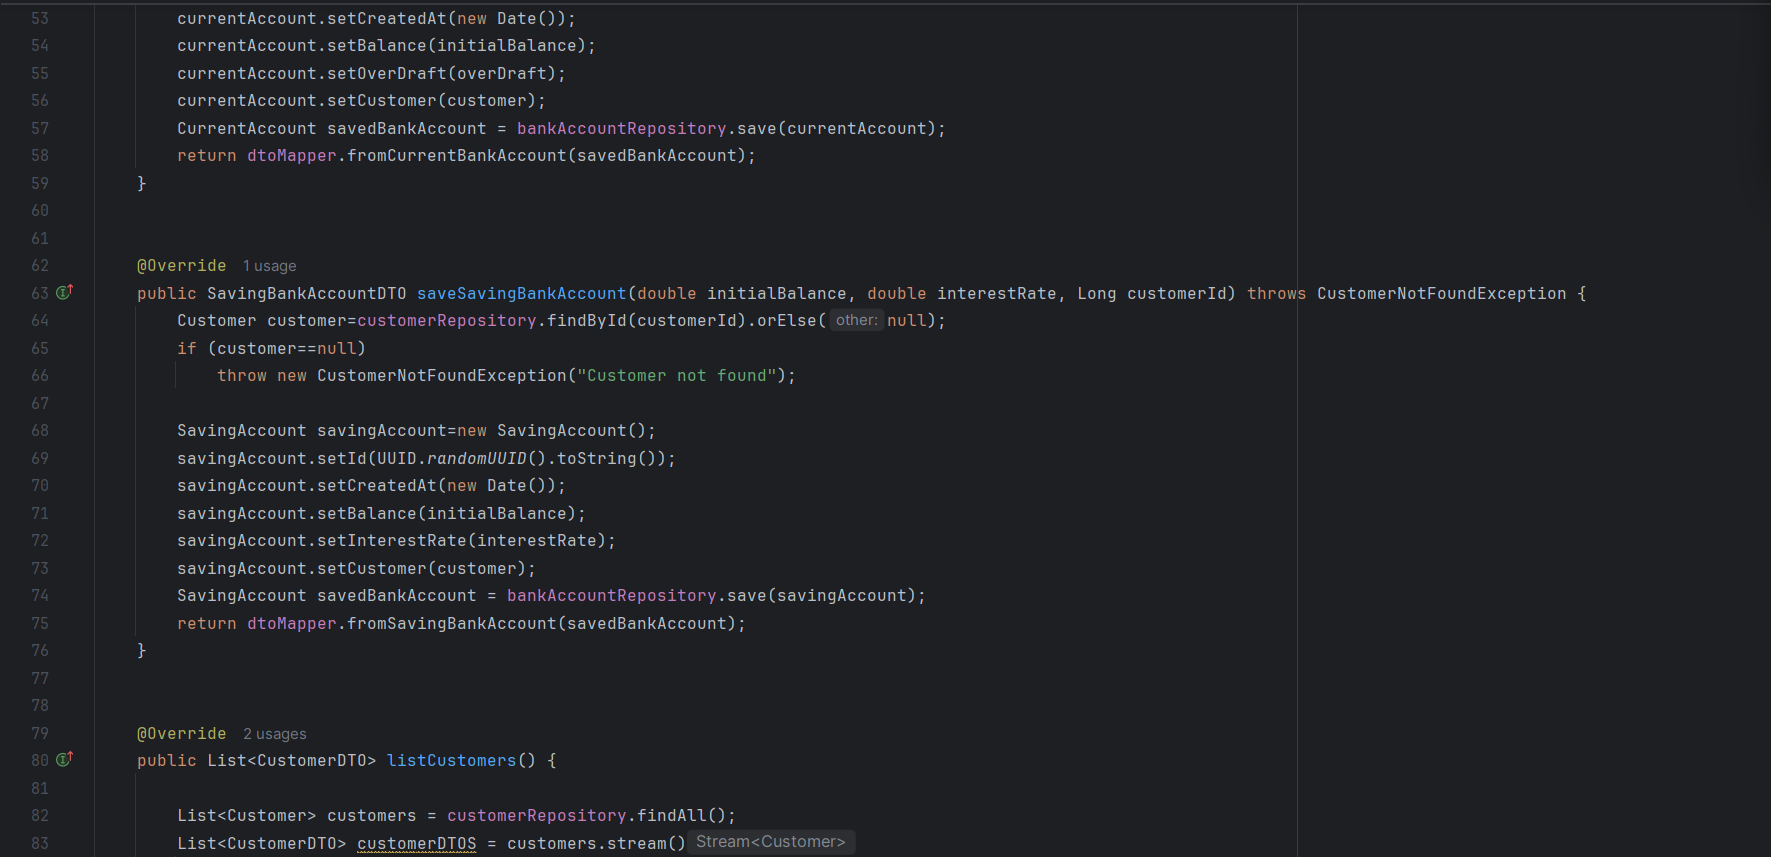 53 currentAccount.setCreatedAt(new Date());
54 currentAccount.setBalance(initialBalance);
55 currentAccount.setOverDraft(overDraft);
56 currentAccount.setCustomer(customer);
57 CurrentAccount savedBankAccount = bankAccountRepository.save(currentAccount);
58 return dtoMapper.fromCurrentBankAccount(savedBankAccount);
59 }
60
61
62 @Override 1 usage
63 public SavingBankAccountDTO saveSavingBankAccount(double initialBalance, double interestRate, Long customerId) throws CustomerNotFoundException {
64 Customer customer=customerRepository.findById(customerId).orElse( other: null);
65 if (customer==null)
66 throw new CustomerNotFoundException("Customer not found");
67
68 SavingAccount savingAccount=new SavingAccount();
69 savingAccount.setId(UUID.randomUUID().toString());
70 savingAccount.setCreatedAt(new Date());
71 savingAccount.setBalance(initialBalance);
72 savingAccount.setInterestRate(interestRate);
73 savingAccount.setCustomer(customer);
74 SavingAccount savedBankAccount = bankAccountRepository.save(savingAccount);
75 return dtoMapper.fromSavingBankAccount(savedBankAccount);
76 }
77
78
79 @Override 2 usages
80 public List<CustomerDTO> listCustomers() {
81
82 List<Customer> customers = customerRepository.findAll();
83 List<CustomerDTO> customerDTOS = customers.stream() Stream<Customer>